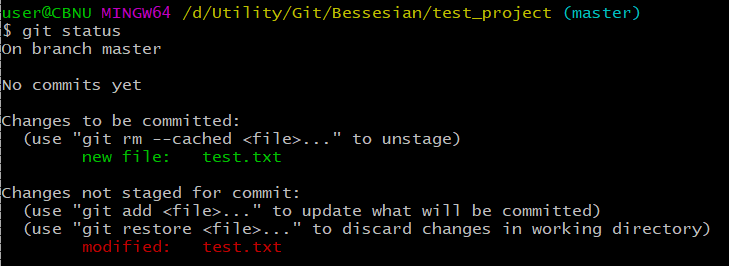 user@CBNU MINGW64 /d/Utility/Git/Bessesian/test_project (master)
$ git status
On branch master
No commits yet
Changes to be committed:
  (use "git rm --cached <file>..." to unstage)
        new file:   test.txt
Changes not staged for commit:
  (use "git add <file>..." to update what will be committed)
  (use "git restore <file>..." to discard changes in working directory)
        modified:   test.txt